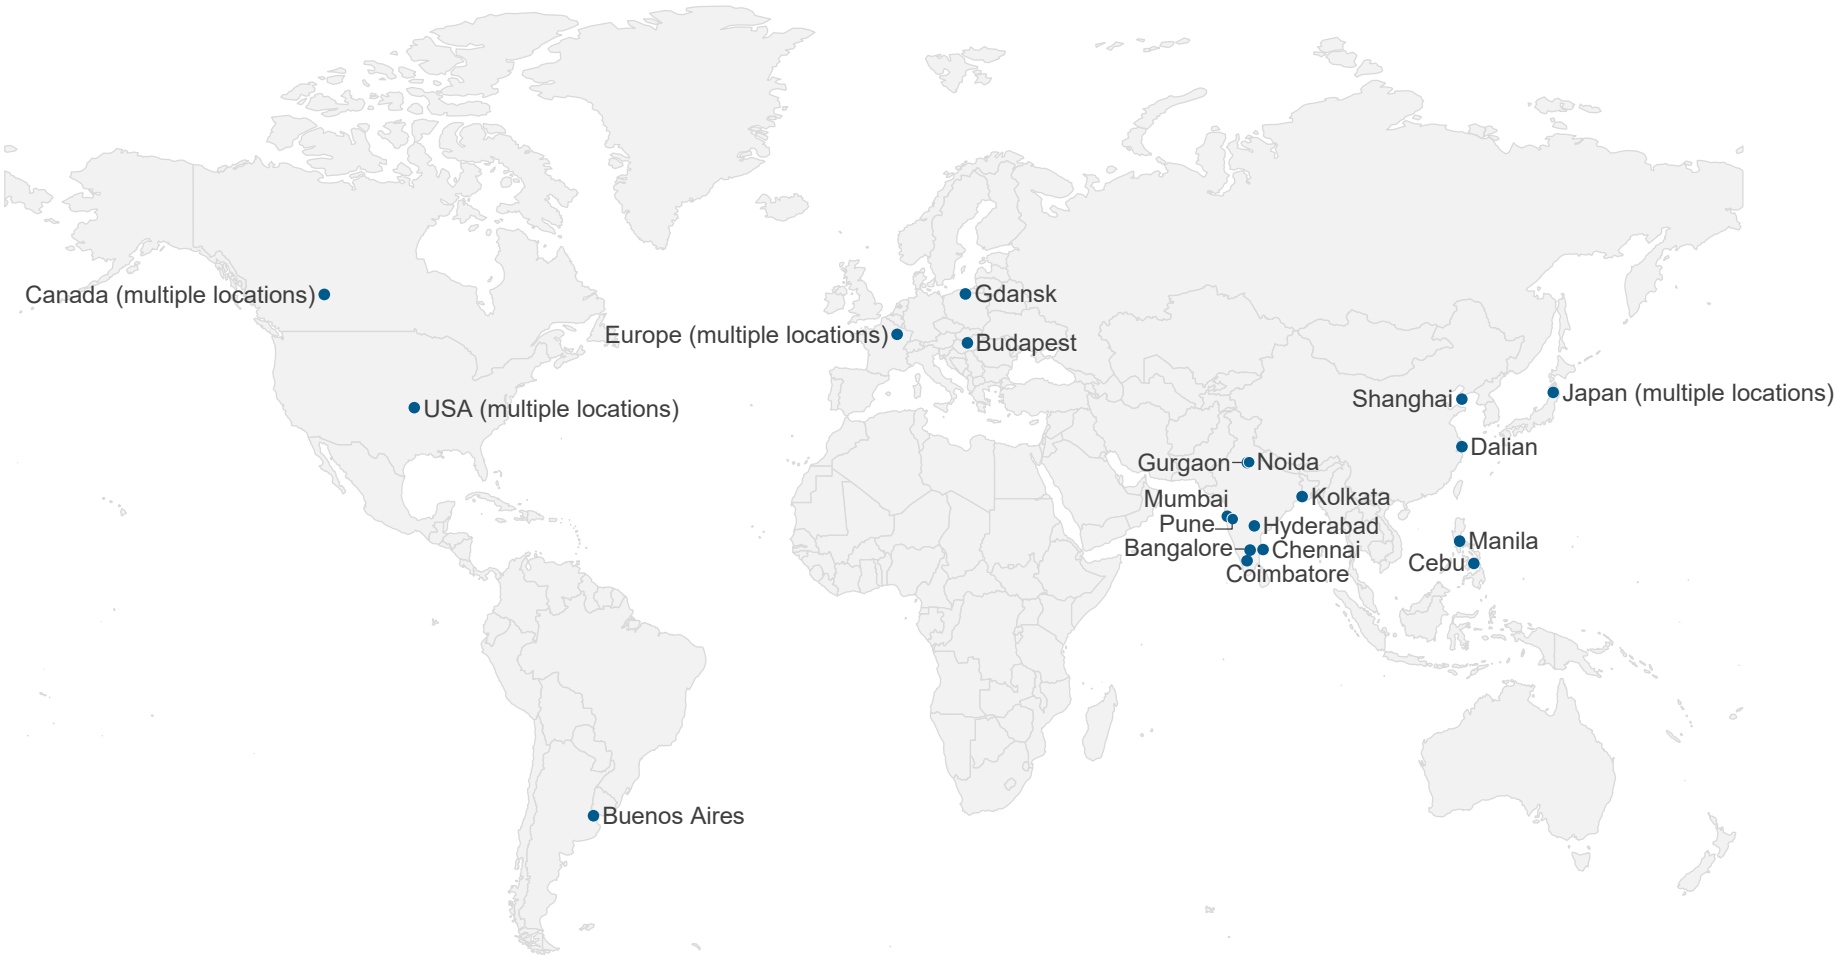 Canada (multiple locations)
Gdansk
Europe (multiple locations)
Budapest
USA (multiple locations)
Shanghai
Japan (multiple locations)
Dalian
Gurgaon
Noida
Mumbai
Kolkata
Pune
Hyderabad
Bangalore
Chennai
Coimbatore
Manila
Cebu
Buenos Aires